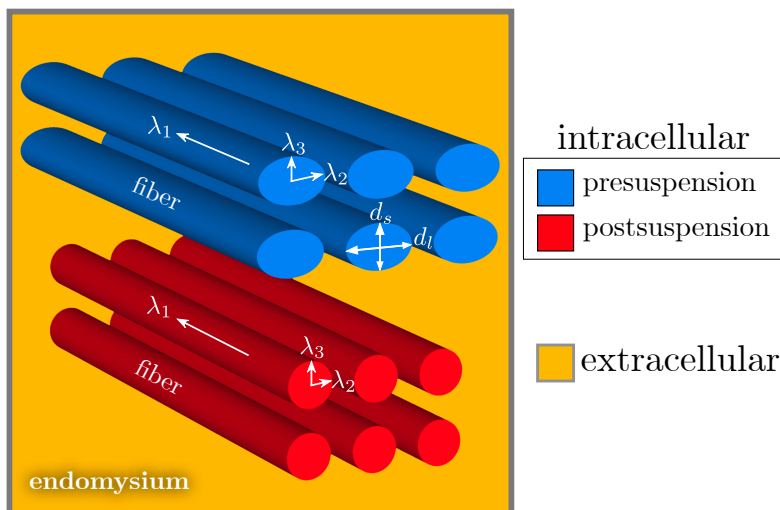 λ₁
λ₃
λ₂
fiber
dₛ
dₗ
λ₁
λ₃
λ₂
fiber
endomysium
intracellular
presuspension
postsuspension
extracellular